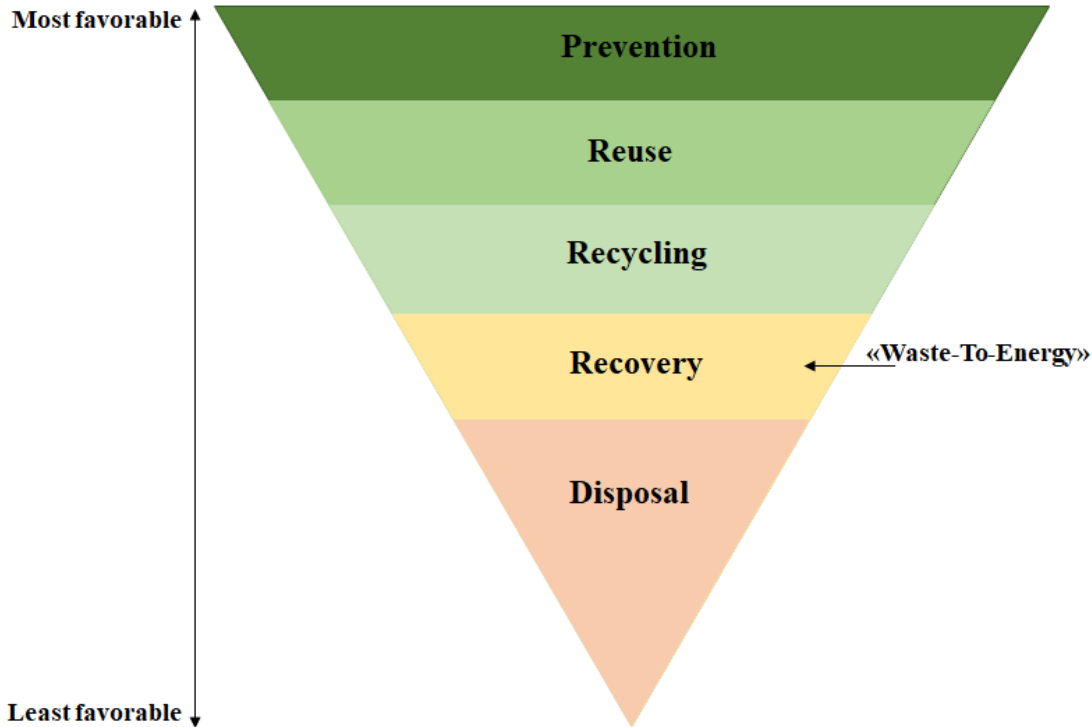 Most favorable
Prevention
Reuse
Recycling
Recovery
«Waste-To-Energy»
Disposal
Least favorable